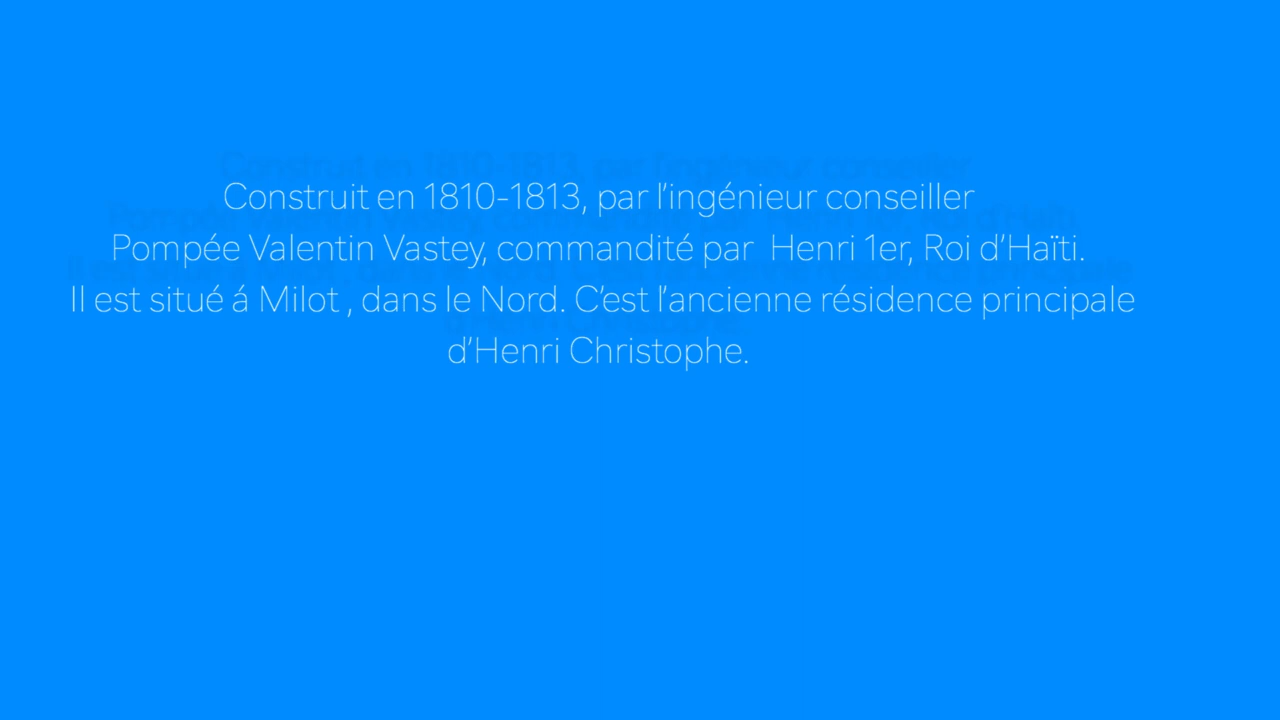 Construit en 1810-1813, par l’ingénieur conseiller
Pompée Valentin Vastey, commandité par  Henri 1er, Roi d’Haïti.
Il est situé á Milot , dans le Nord. C’est l’ancienne résidence principale
d’Henri Christophe.